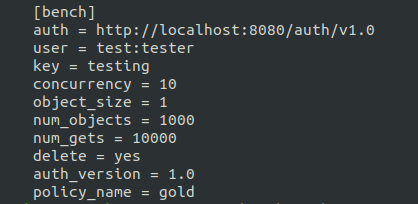 [bench]
auth = http://localhost:8080/auth/v1.0
user = test:tester
key = testing
concurrency = 10
object_size = 1
num_objects = 1000
num_gets = 10000
delete = yes
auth_version = 1.0
policy_name = gold